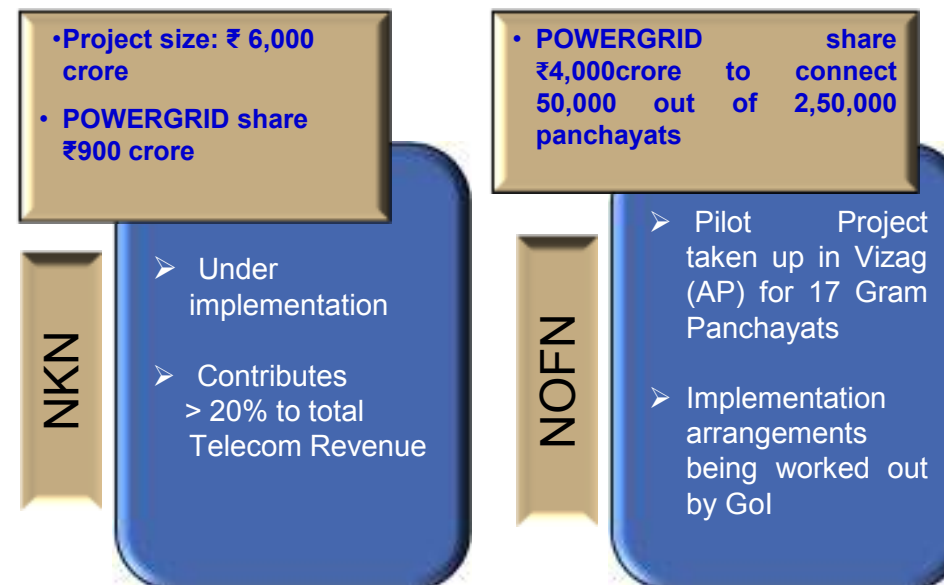 •Project size: ₹ 6,000
crore
• POWERGRID share
₹900 crore
NKN
➢ Under
implementation
➢ Contributes
> 20% to total
Telecom Revenue
• POWERGRID share
₹4,000crore to connect
50,000 out of 2,50,000
panchayats
NOFN
➢ Pilot Project
taken up in Vizag
(AP) for 17 Gram
Panchayats
➢ Implementation
arrangements
being worked out
by GoI